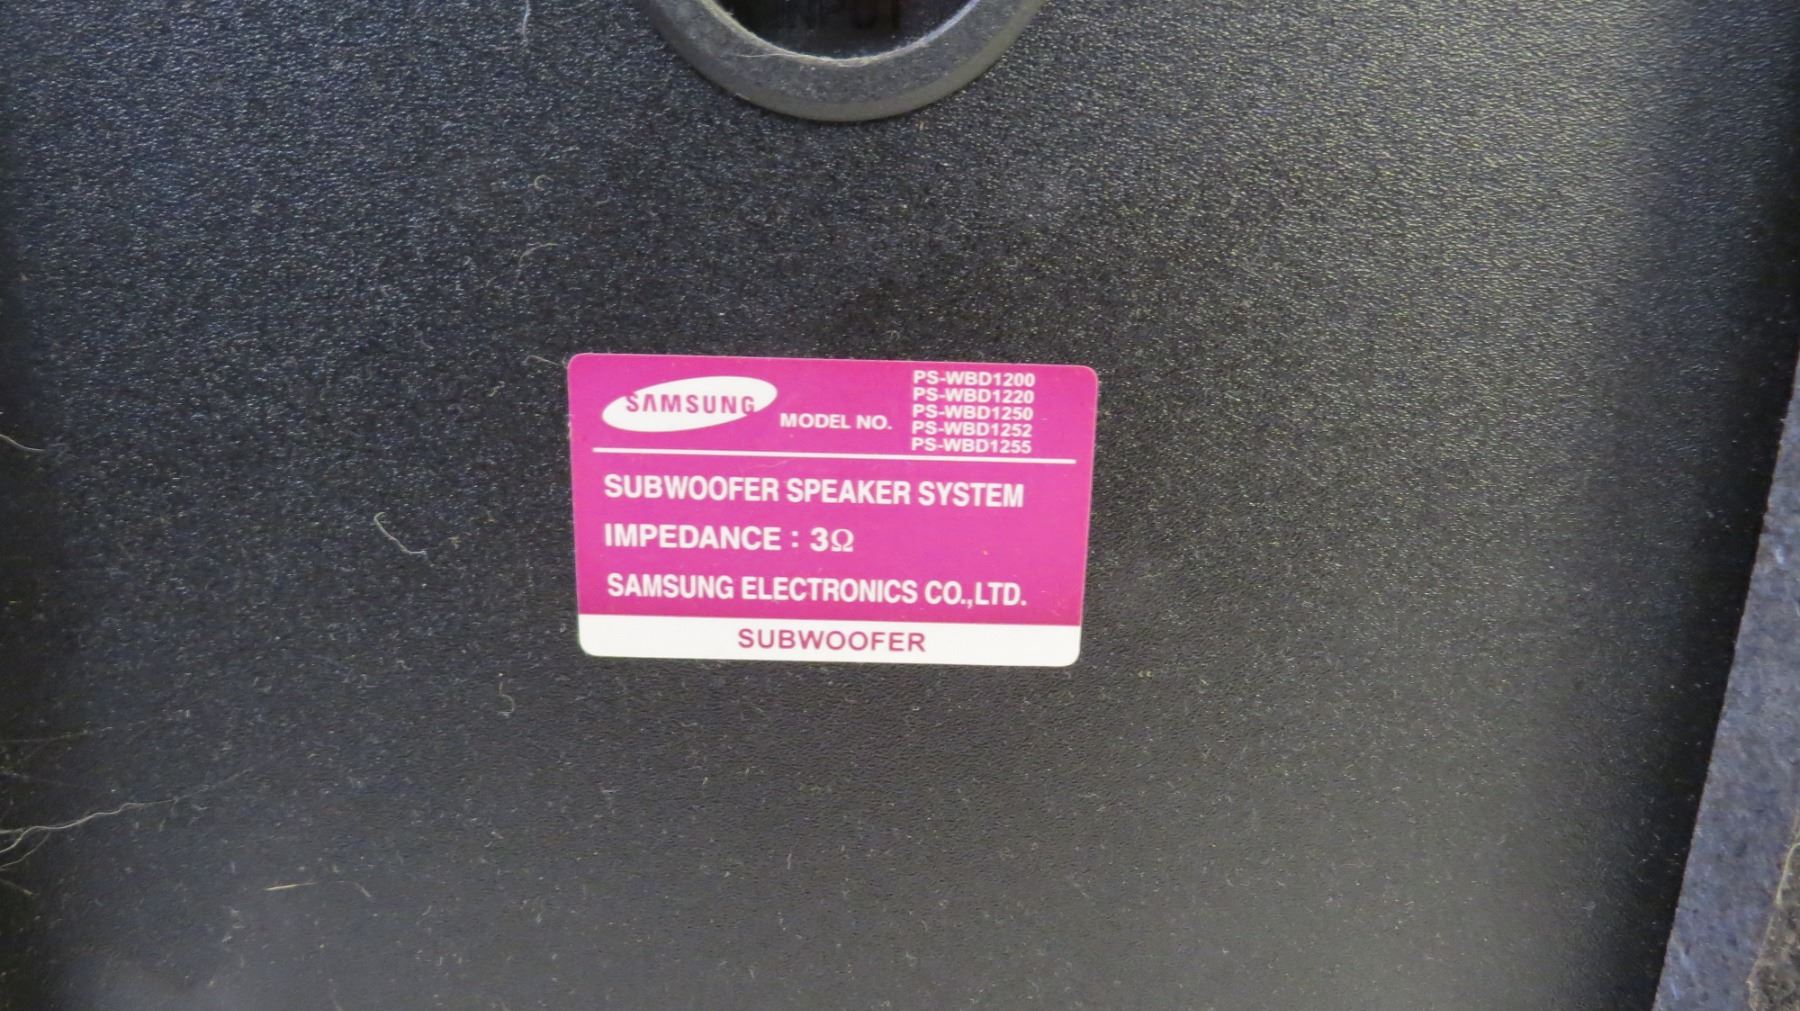 SAMSUNG
MODEL NO.
PS-WBD1200
PS-WBD1220
PS-WBD1250
PS-WBD1252
PS-WBD1255
SUBWOOFER SPEAKER SYSTEM
IMPEDANCE : 3Ω
SAMSUNG ELECTRONICS CO.,LTD.
SUBWOOFER